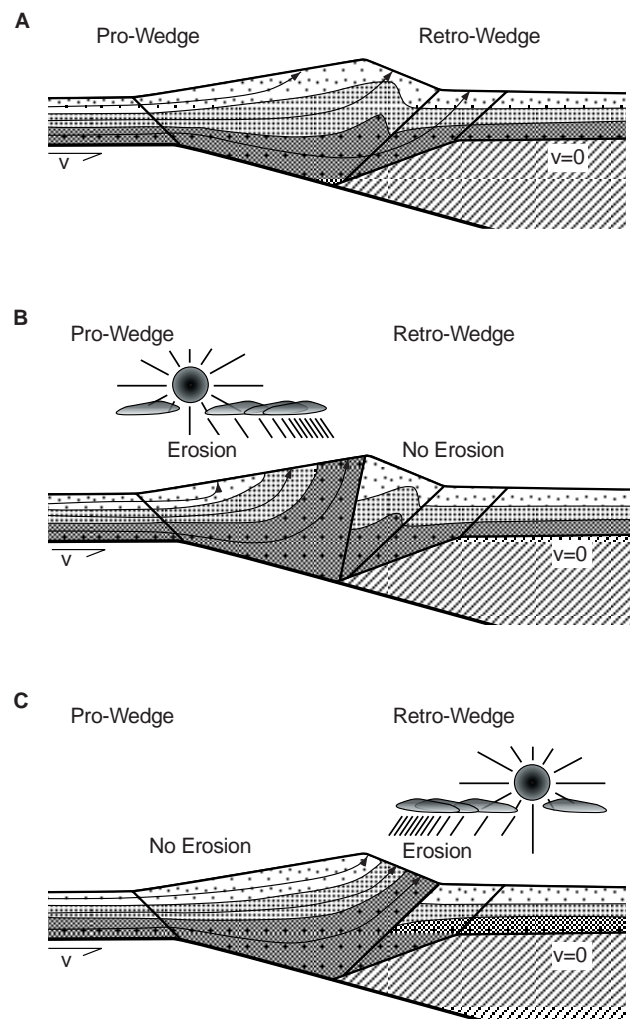 A
Pro-Wedge Retro-Wedge
v v=0
B
Pro-Wedge Retro-Wedge
Erosion No Erosion
v v=0
C
Pro-Wedge Retro-Wedge
No Erosion Erosion
v v=0